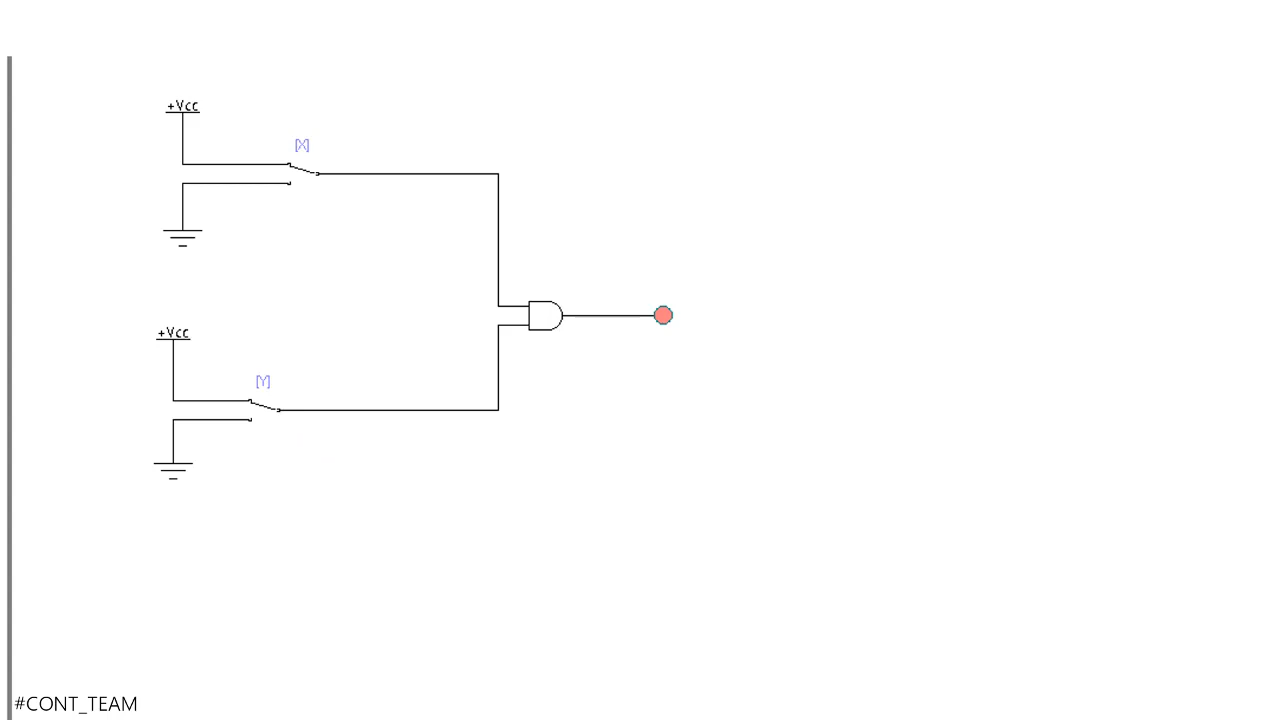 +Vcc
[X]
+Vcc
[Y]
#CONT_TEAM